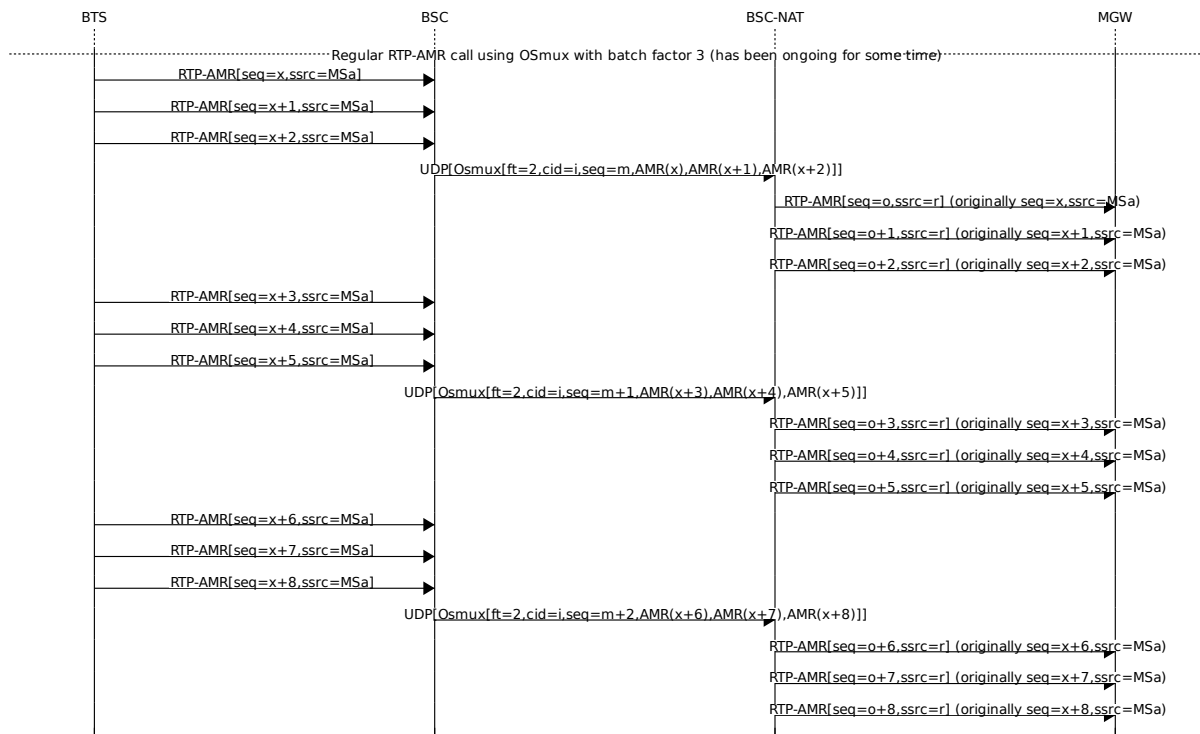 BTS BSC BSC-NAT MGW
Regular RTP-AMR call using OSmux with batch factor 3 (has been ongoing for some time)
RTP-AMR[seq=x,ssrc=MSa]
RTP-AMR[seq=x+1,ssrc=MSa]
RTP-AMR[seq=x+2,ssrc=MSa]
UDP[Osmux[ft=2,cid=i,seq=m,AMR(x),AMR(x+1),AMR(x+2)]]
RTP-AMR[seq=o,ssrc=r] (originally seq=x,ssrc=MSa)
RTP-AMR[seq=o+1,ssrc=r] (originally seq=x+1,ssrc=MSa)
RTP-AMR[seq=o+2,ssrc=r] (originally seq=x+2,ssrc=MSa)
RTP-AMR[seq=x+3,ssrc=MSa]
RTP-AMR[seq=x+4,ssrc=MSa]
RTP-AMR[seq=x+5,ssrc=MSa]
UDP[Osmux[ft=2,cid=i,seq=m+1,AMR(x+3),AMR(x+4),AMR(x+5)]]
RTP-AMR[seq=o+3,ssrc=r] (originally seq=x+3,ssrc=MSa)
RTP-AMR[seq=o+4,ssrc=r] (originally seq=x+4,ssrc=MSa)
RTP-AMR[seq=o+5,ssrc=r] (originally seq=x+5,ssrc=MSa)
RTP-AMR[seq=x+6,ssrc=MSa]
RTP-AMR[seq=x+7,ssrc=MSa]
RTP-AMR[seq=x+8,ssrc=MSa]
UDP[Osmux[ft=2,cid=i,seq=m+2,AMR(x+6),AMR(x+7),AMR(x+8)]]
RTP-AMR[seq=o+6,ssrc=r] (originally seq=x+6,ssrc=MSa)
RTP-AMR[seq=o+7,ssrc=r] (originally seq=x+7,ssrc=MSa)
RTP-AMR[seq=o+8,ssrc=r] (originally seq=x+8,ssrc=MSa)